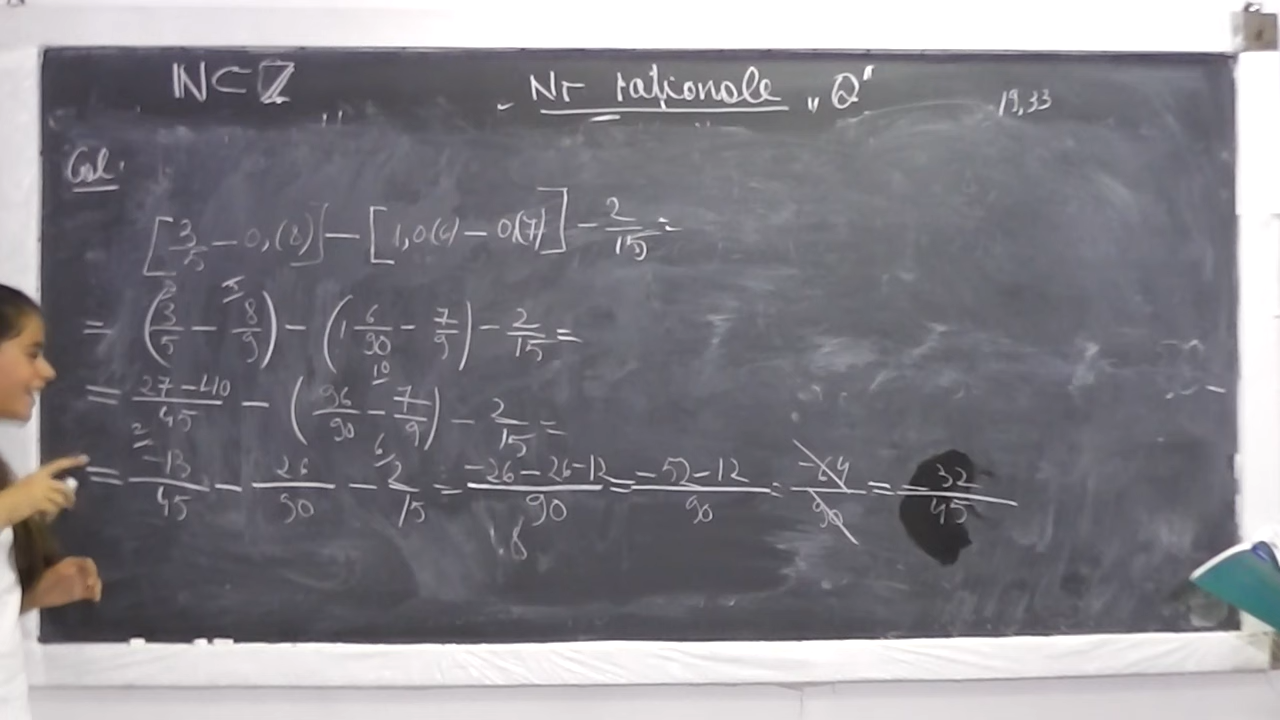 ℕ⊂ℤ Nr rationale „Q" 19,33
Cal:
[3/5 - 0,(8)] - [1,0(6) - 0,(7)] - 2/15 =
= (3/5 - 8/9) - (1 6/90 - 7/9) - 2/15 =
= 27-40/45 - (96/90 - 7/9) - 2/15 =
= -13/45 - 26/90 - 2/15 = -26-26-12/90 = -52-12/90 = -64/90 = 32/45